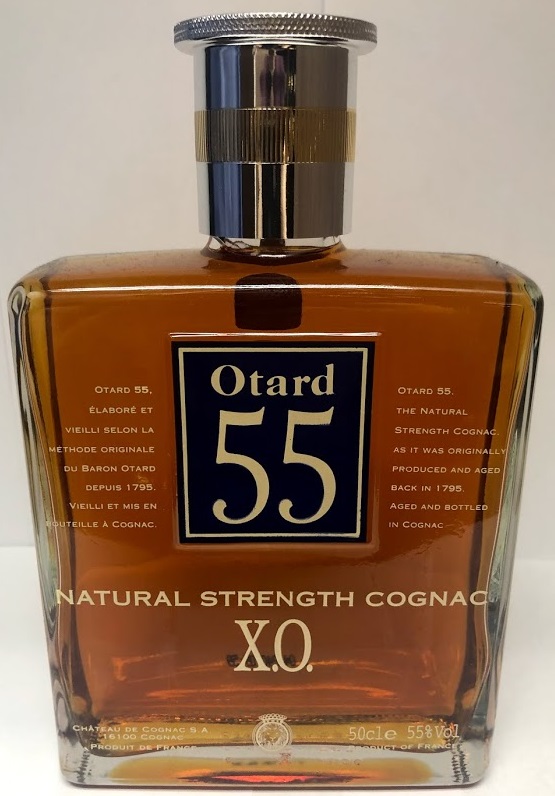 Otard
55
OTARD 55,
ÉLABORÉ ET
VIEILLI SELON LA
MÉTHODE ORIGINALE
DU BARON OTARD
DEPUIS 1795.
VIEILLI ET MIS EN
BOUTEILLE À COGNAC.
OTARD 55.
THE NATURAL
STRENGTH COGNAC,
AS IT WAS ORIGINALLY
PRODUCED AND AGED
BACK IN 1795.
AGED AND BOTTLED
IN COGNAC
NATURAL STRENGTH COGNAC
X.O.
CHÂTEAU DE COGNAC S.A
16100 COGNAC
PRODUIT DE FRANCE
50cl e 55%Vol
PRODUCT OF FRANCE